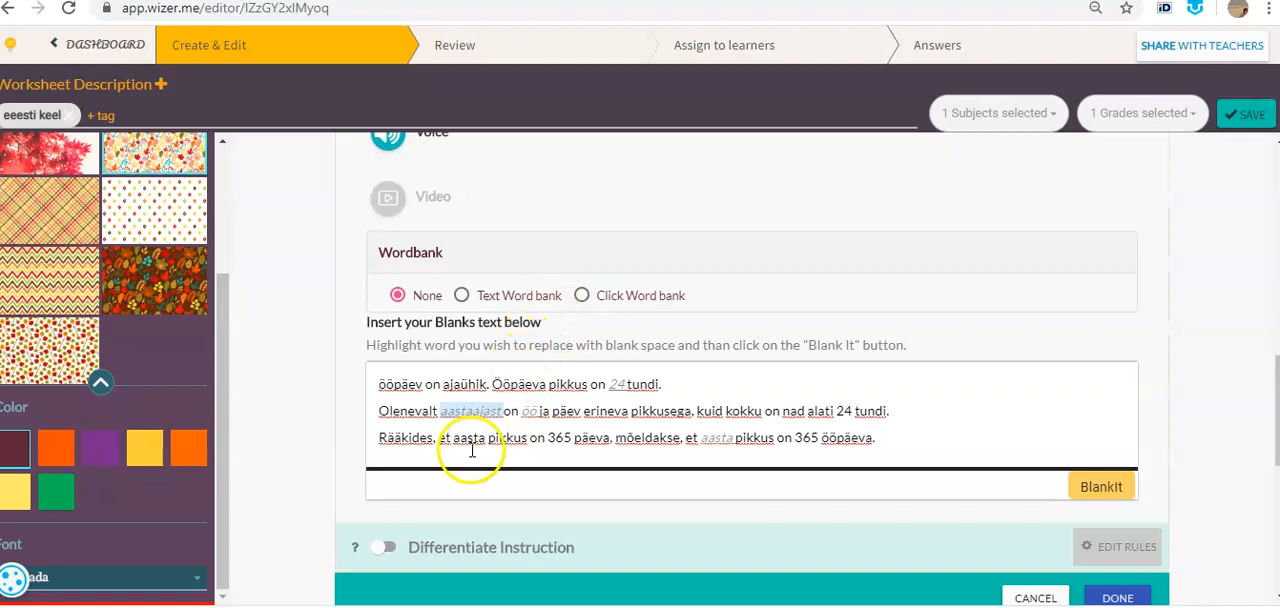 app.wizer.me/editor/IZzGY2xIMyoq
DASHBOARD
Create & Edit
Review
Assign to learners
Answers
SHARE WITH TEACHERS
Worksheet Description +
eeesti keel
+ tag
1 Subjects selected
1 Grades selected
SAVE
Voice
Video
Wordbank
None
Text Word bank
Click Word bank
Insert your Blanks text below
Highlight word you wish to replace with blank space and than click on the "Blank It" button.
ööpäev on ajaühik. Ööpäeva pikkus on 24 tundi.
Olenevalt aastaajast on öö ja päev erineva pikkusega, kuid kokku on nad alati 24 tundi.
Rääkides, et aasta pikkus on 365 päeva, mõeldakse, et aasta pikkus on 365 ööpäeva.
BlankIt
Color
? Differentiate Instruction
EDIT RULES
Font
ada
CANCEL
DONE